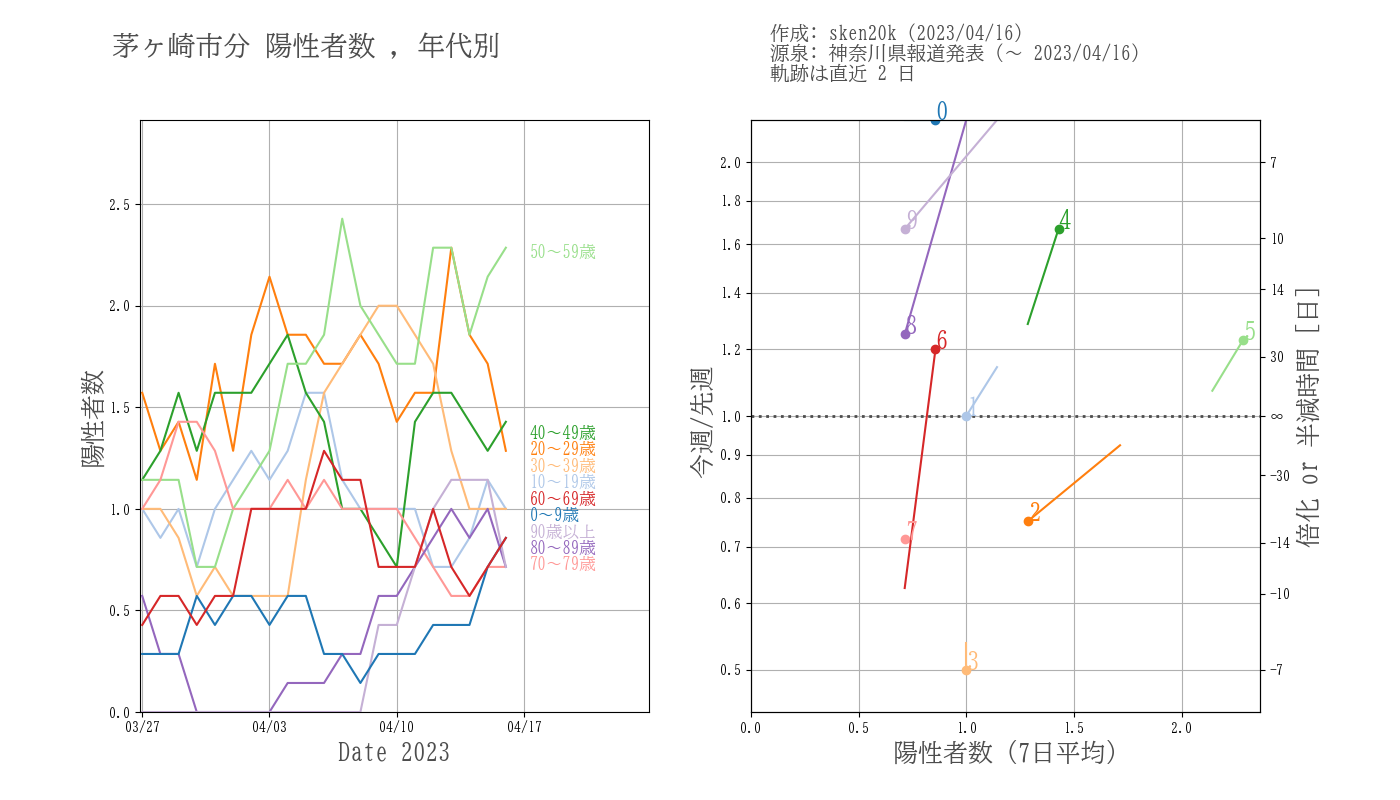 茅ヶ崎市分 陽性者数 , 年代別
作成: sken20k (2023/04/16)
源泉: 神奈川県報道発表 (〜 2023/04/16)
軌跡は直近 2 日
陽性者数
2.5
2.0
1.5
1.0
0.5
0.0
03/27
04/03
04/10
04/17
Date 2023
50〜59歳
40〜49歳
20〜29歳
30〜39歳
10〜19歳
60〜69歳
0〜9歳
90歳以上
80〜89歳
70〜79歳
今週/先週
2.0
1.8
1.6
1.4
1.2
1.0
0.9
0.8
0.7
0.6
0.5
0
9
4
8
6
5
1
2
7
3
0.0
0.5
1.0
1.5
2.0
陽性者数 (7日平均)
7
10
14
30
∞
−30
−14
−10
−7
倍化 or 半減時間 [日]